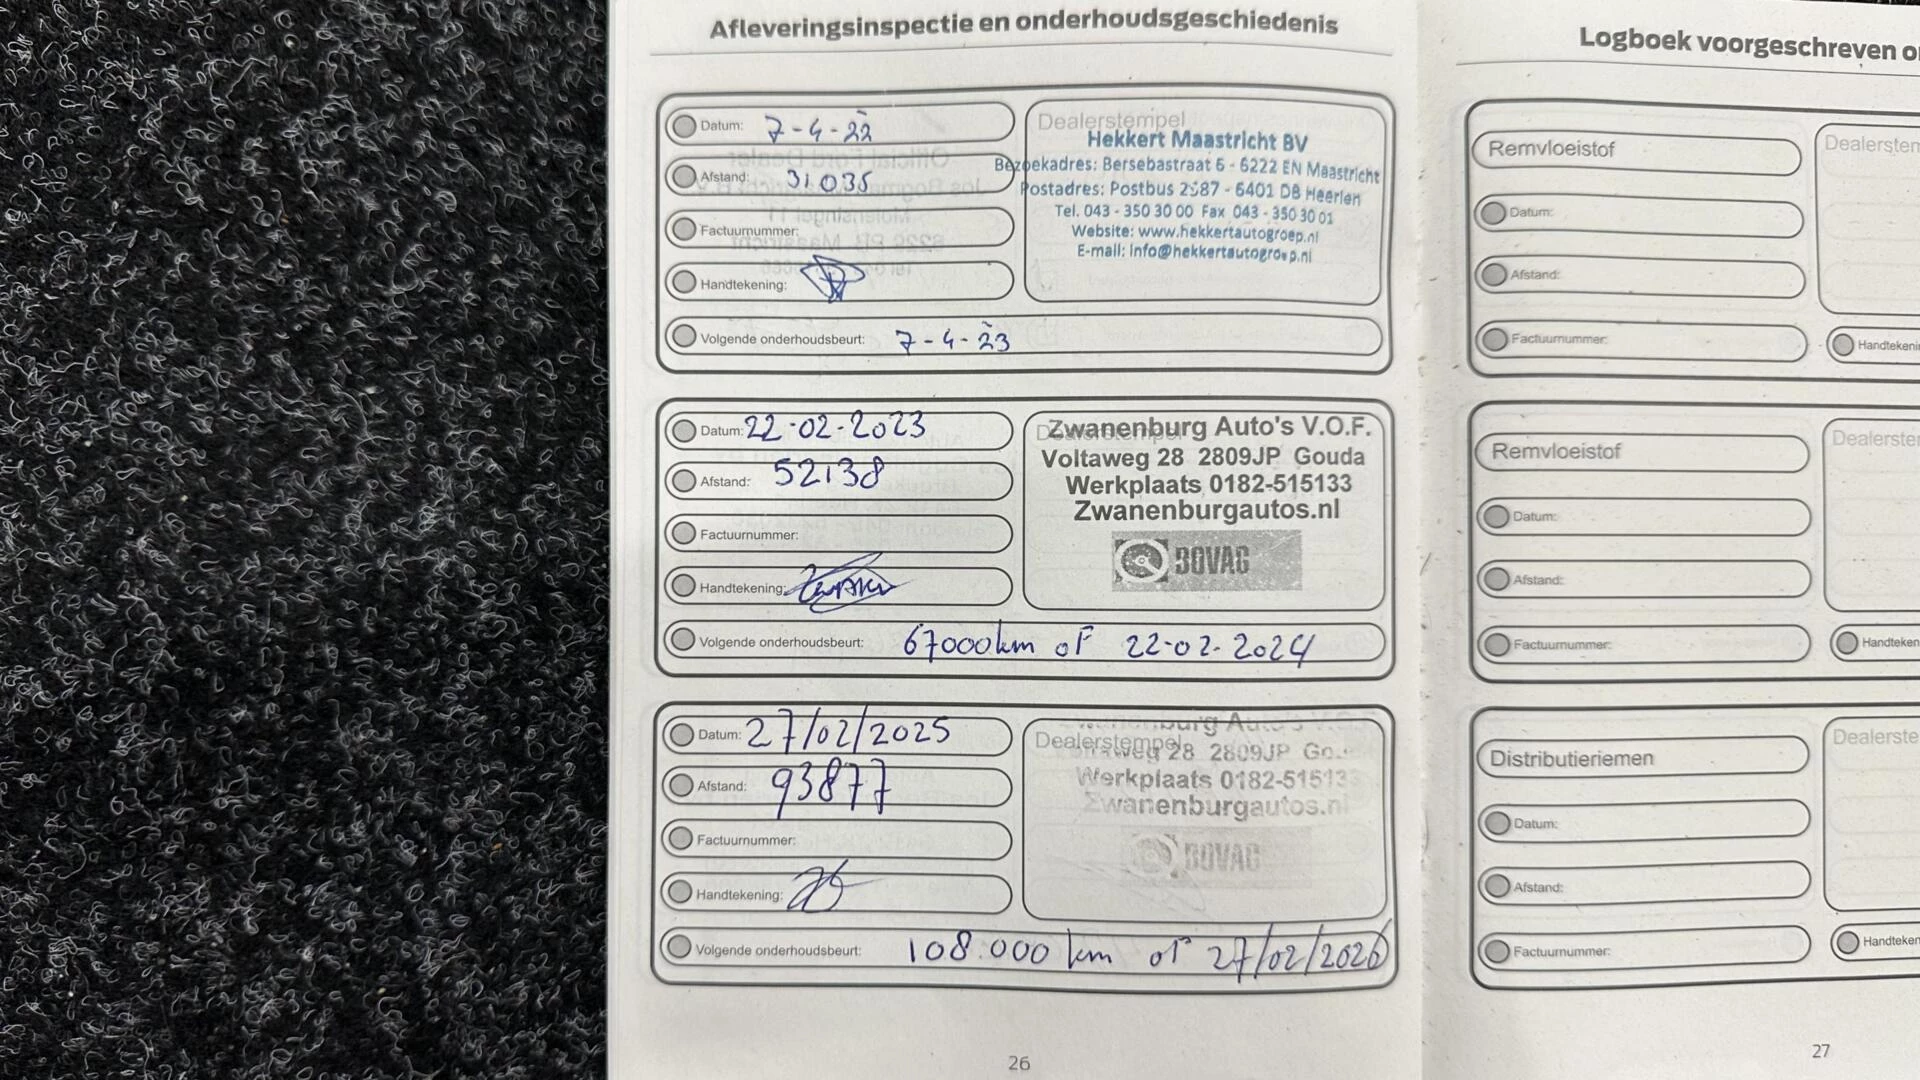 Afleveringsinspectie en onderhoudsgeschiedenis
Datum: 7-4-22
Afstand: 31035
Factuurnummer:
Handtekening:
Volgende onderhoudsbeurt: 7-4-23
Dealerstempel
Hekkert Maastricht BV
Bezoekadres: Bersebastraat 6 - 6222 EN Maastricht
Postadres: Postbus 2587 - 6401 DB Heerlen
Tel. 043 - 350 30 00 Fax 043 - 350 30 01
Website: www.hekkertautogroep.nl
E-mail: Info@hekkertautogroep.nl
Datum: 22-02-2023
Afstand: 52138
Factuurnummer:
Handtekening:
Volgende onderhoudsbeurt: 67000km of 22-02-2024
Zwanenburg Auto's V.O.F.
Voltaweg 28 2809JP Gouda
Werkplaats 0182-515133
Zwanenburgautos.nl
BOVAG
Datum: 27/02/2025
Afstand: 93877
Factuurnummer:
Handtekening:
Volgende onderhoudsbeurt: 108.000 km of 27/02/2026
Dealerstempel
28 2809JP
Werkplaats 0182-515133
Zwanenburgautos.nl
BOVAG
26
Logboek voorgeschreven
Remvloeistof
Datum:
Afstand:
Factuurnummer:
Remvloeistof
Datum:
Afstand:
Factuurnummer:
Distributieriemen
Datum:
Afstand:
Factuurnummer:
27